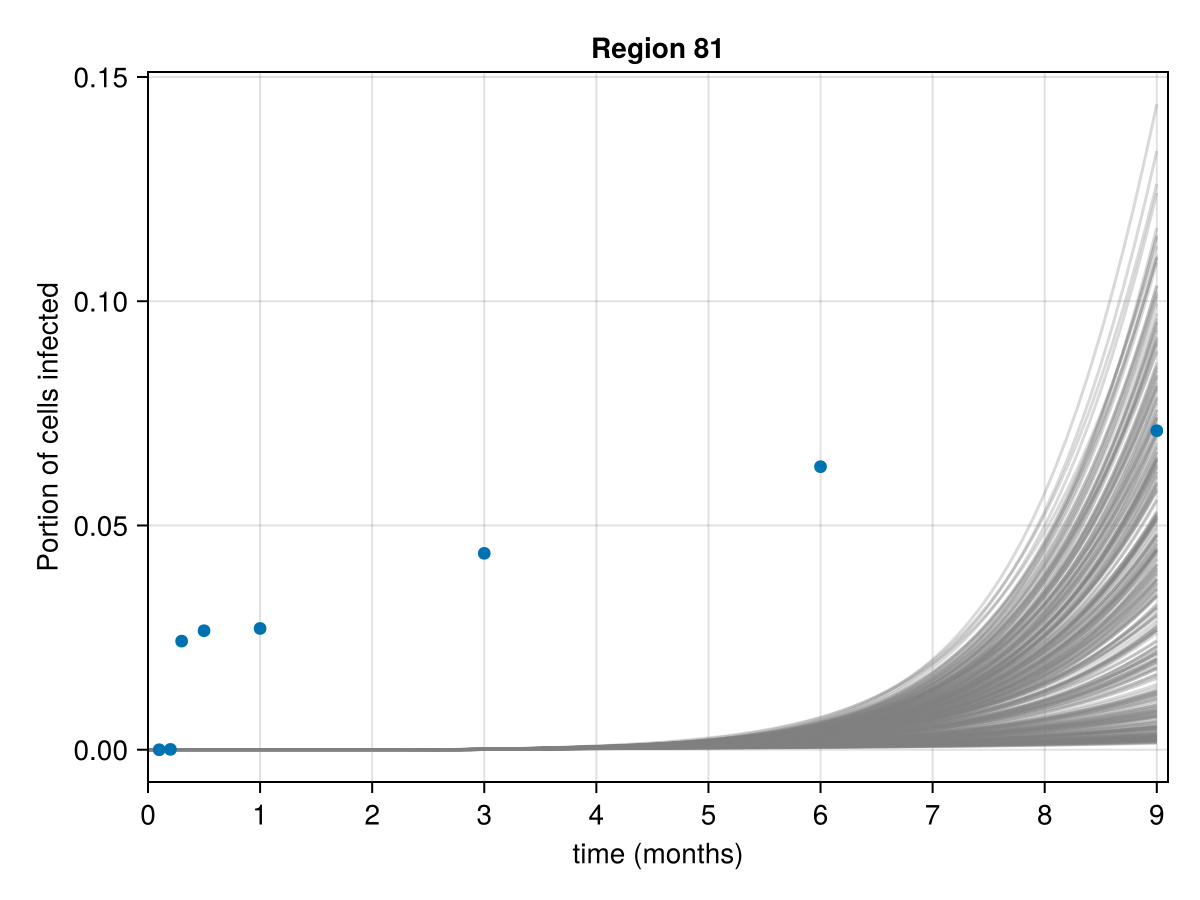 Region 81
Portion of cells infected
0.15
0.10
0.05
0.00
0 1 2 3 4 5 6 7 8 9
time (months)